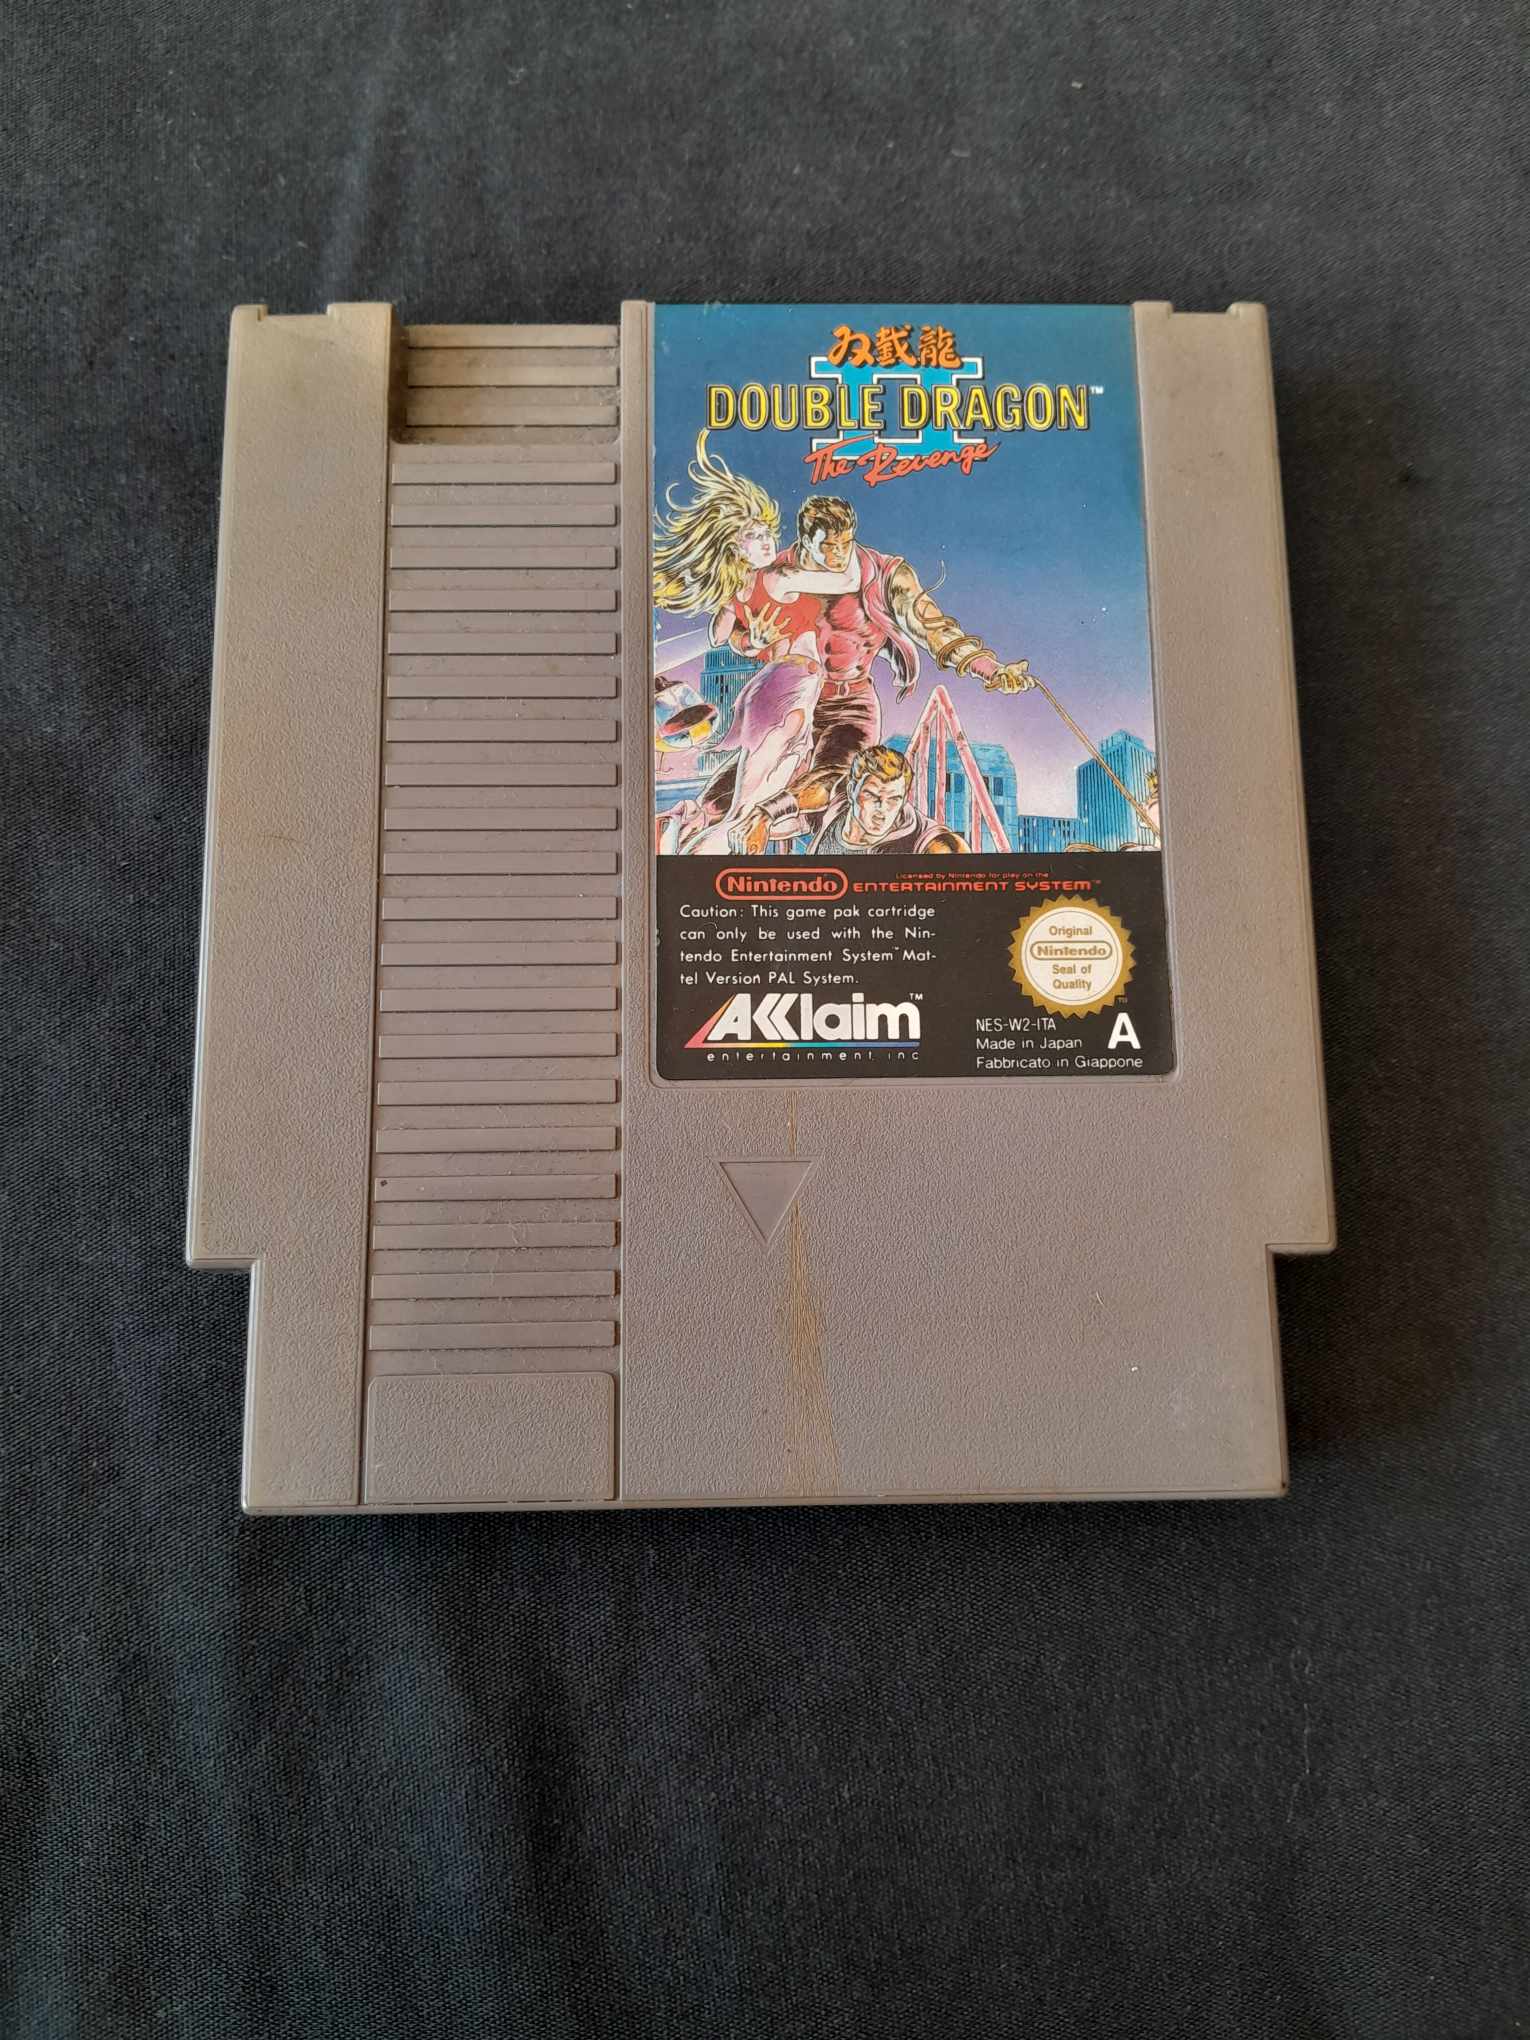 双截龍
II
DOUBLE DRAGON™
The Revenge
Nintendo
Licensed by Nintendo for play on the
ENTERTAINMENT SYSTEM™
Caution: This game pak cartridge
can only be used with the Nin-
tendo Entertainment System™ Mat-
tel Version PAL System.
Original
Nintendo
Seal of
Quality
TM
AKKlaim™
entertainment, inc
NES-W2-ITA
Made in Japan
Fabbricato in Giappone
A